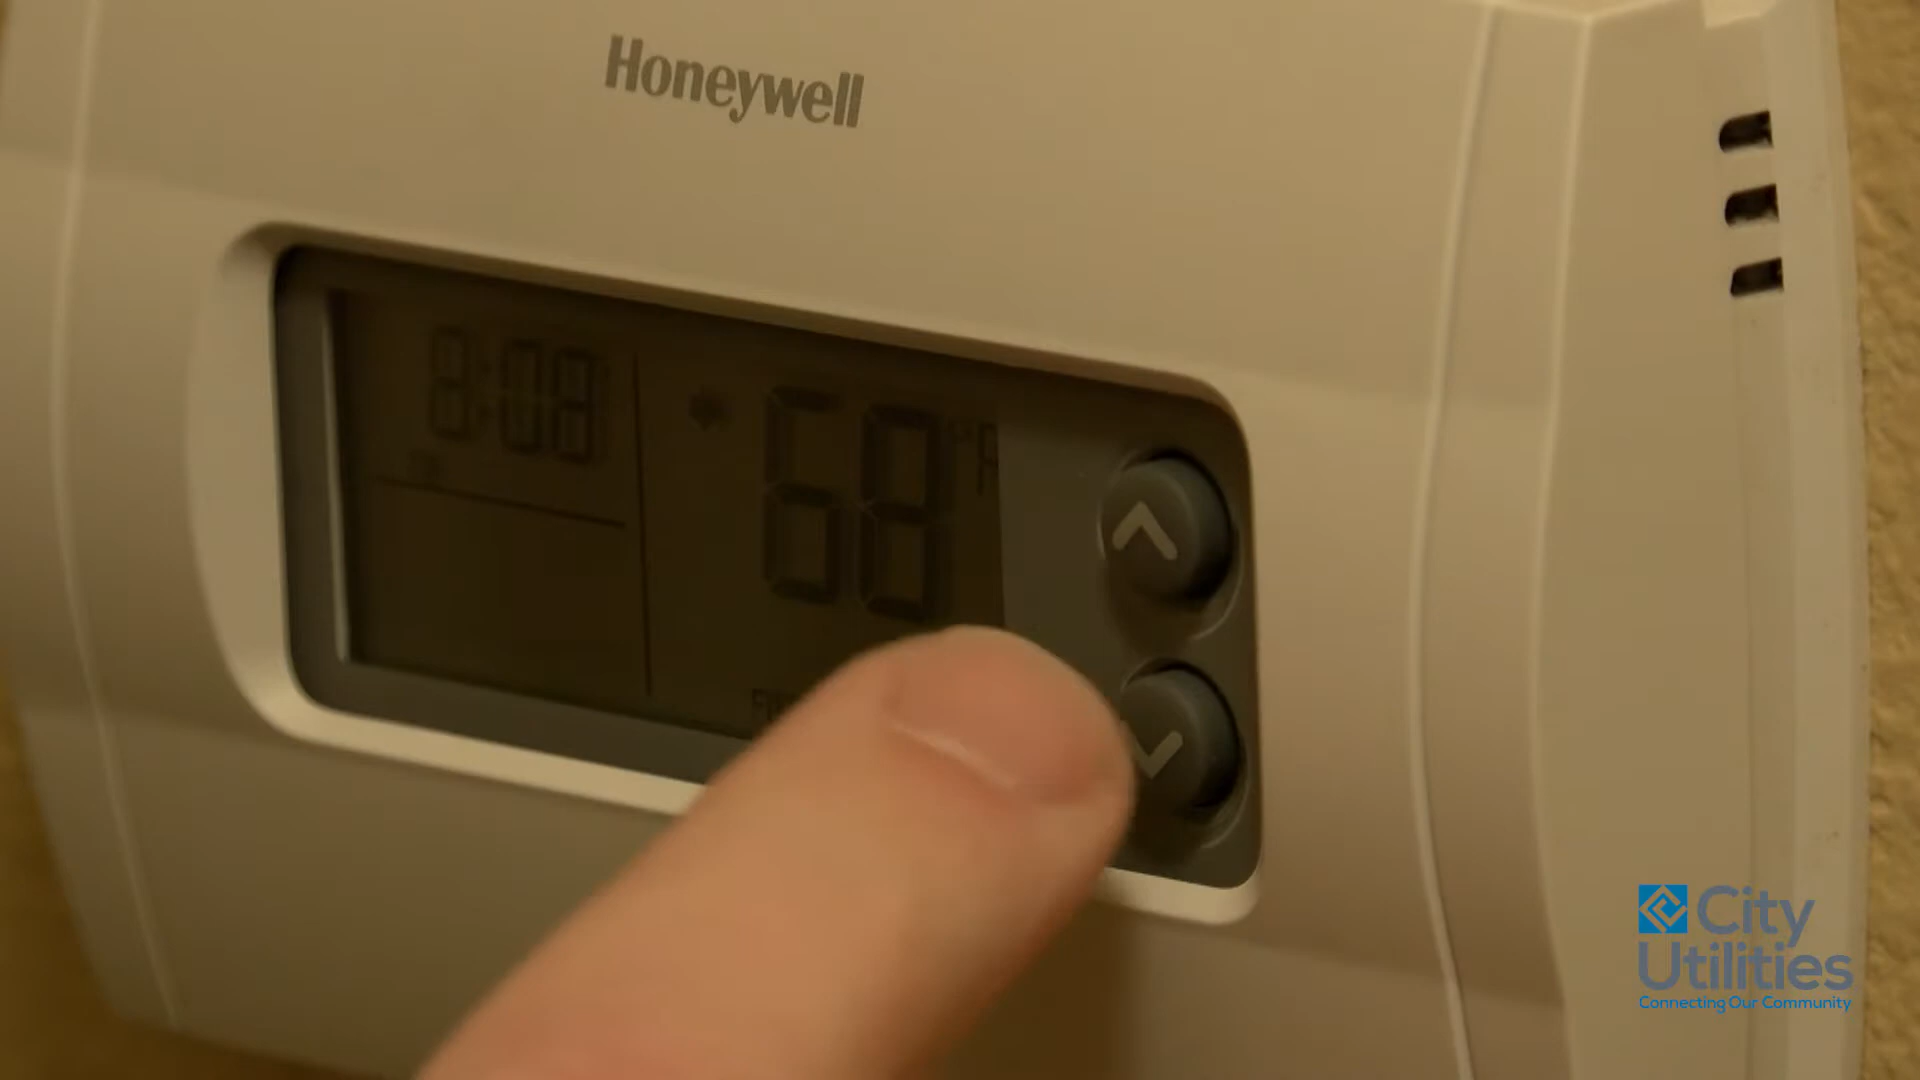 Honeywell
8:08
68 °F
City
Utilities
Connecting Our Community